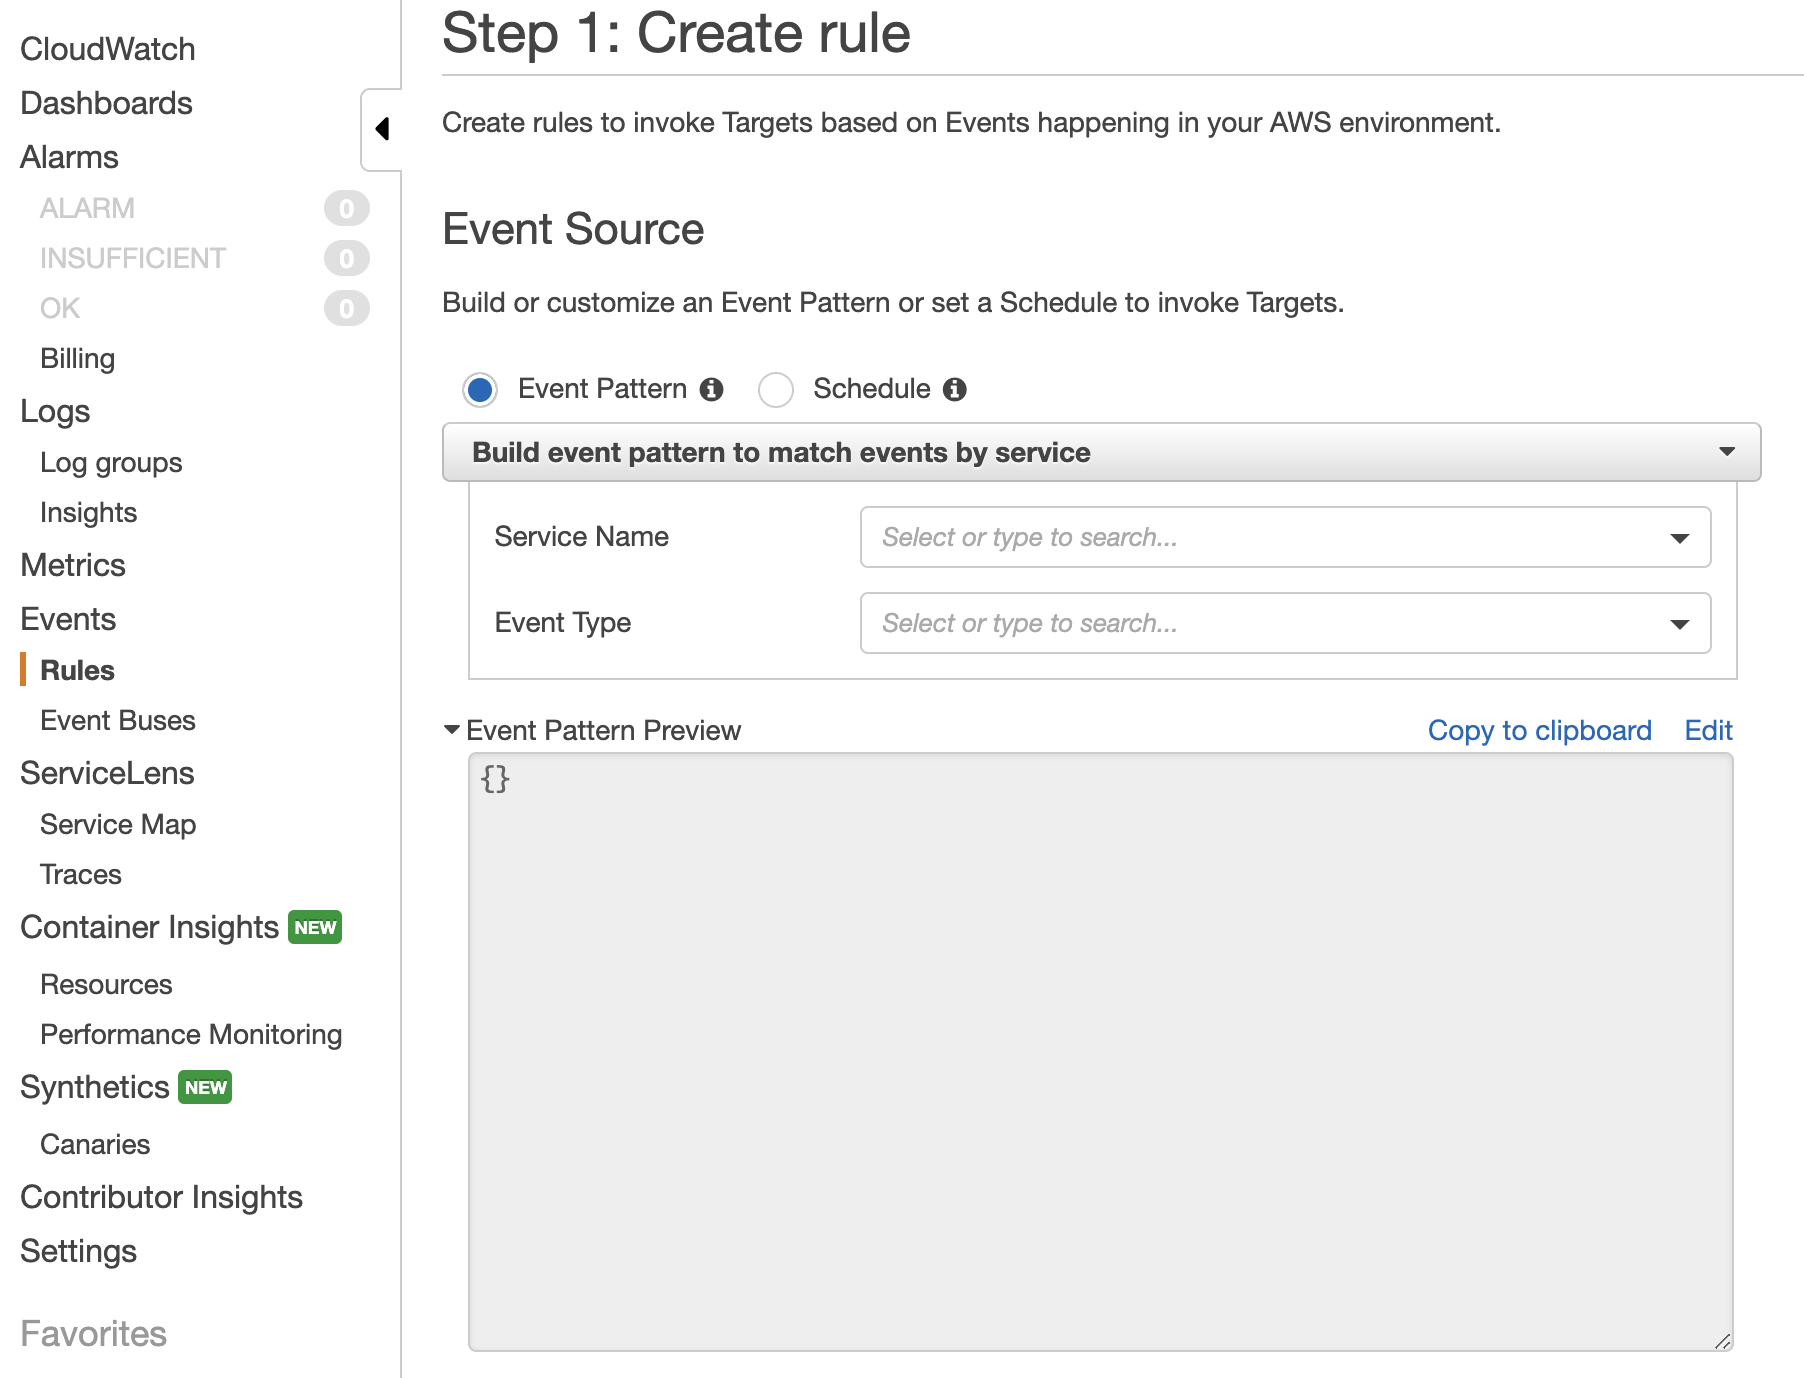 CloudWatch
Dashboards
Alarms
ALARM 0
INSUFFICIENT 0
OK 0
Billing
Logs
Log groups
Insights
Metrics
Events
Rules
Event Buses
ServiceLens
Service Map
Traces
Container Insights NEW
Resources
Performance Monitoring
Synthetics NEW
Canaries
Contributor Insights
Settings
Favorites
Step 1: Create rule
Create rules to invoke Targets based on Events happening in your AWS environment.
Event Source
Build or customize an Event Pattern or set a Schedule to invoke Targets.
Event Pattern Schedule
Build event pattern to match events by service
Service Name Select or type to search...
Event Type Select or type to search...
Event Pattern Preview Copy to clipboard Edit
{}